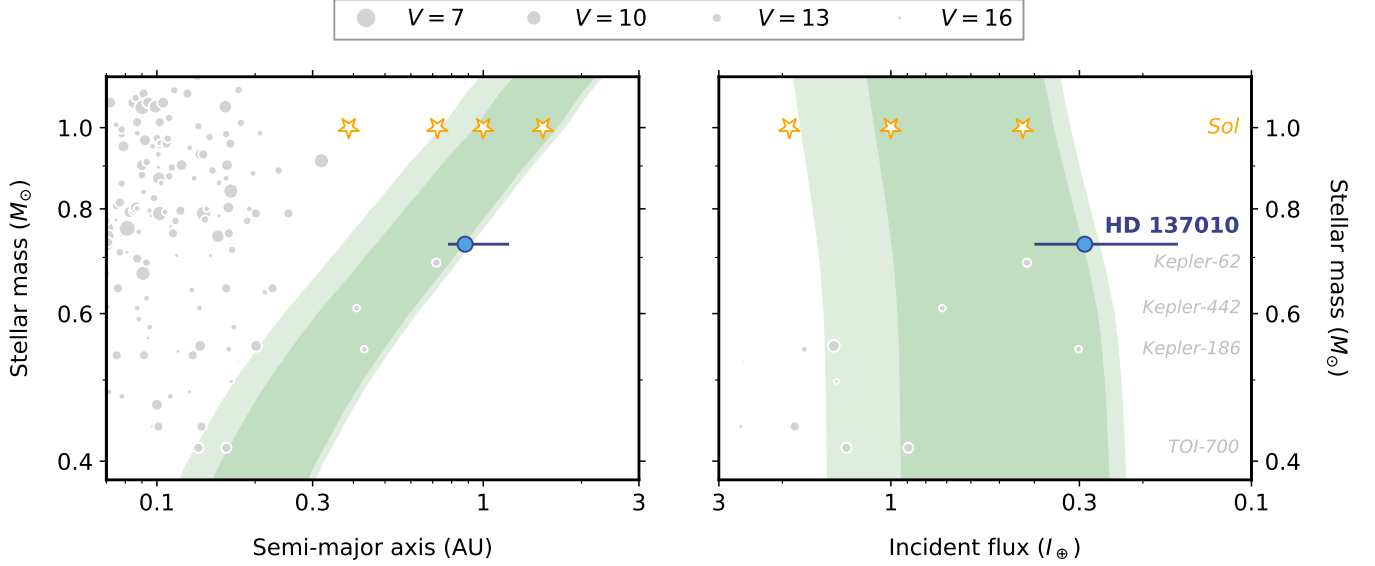 V = 7 V = 10 V = 13 V = 16
Stellar mass (M⊙)
1.0
0.8
0.6
0.4
0.1 0.3 1 3
Semi-major axis (AU)
Sol
HD 137010
Kepler-62
Kepler-442
Kepler-186
TOI-700
1.0
0.8
0.6
0.4
Stellar mass (M⊙)
3 1 0.3 0.1
Incident flux (I⊕)